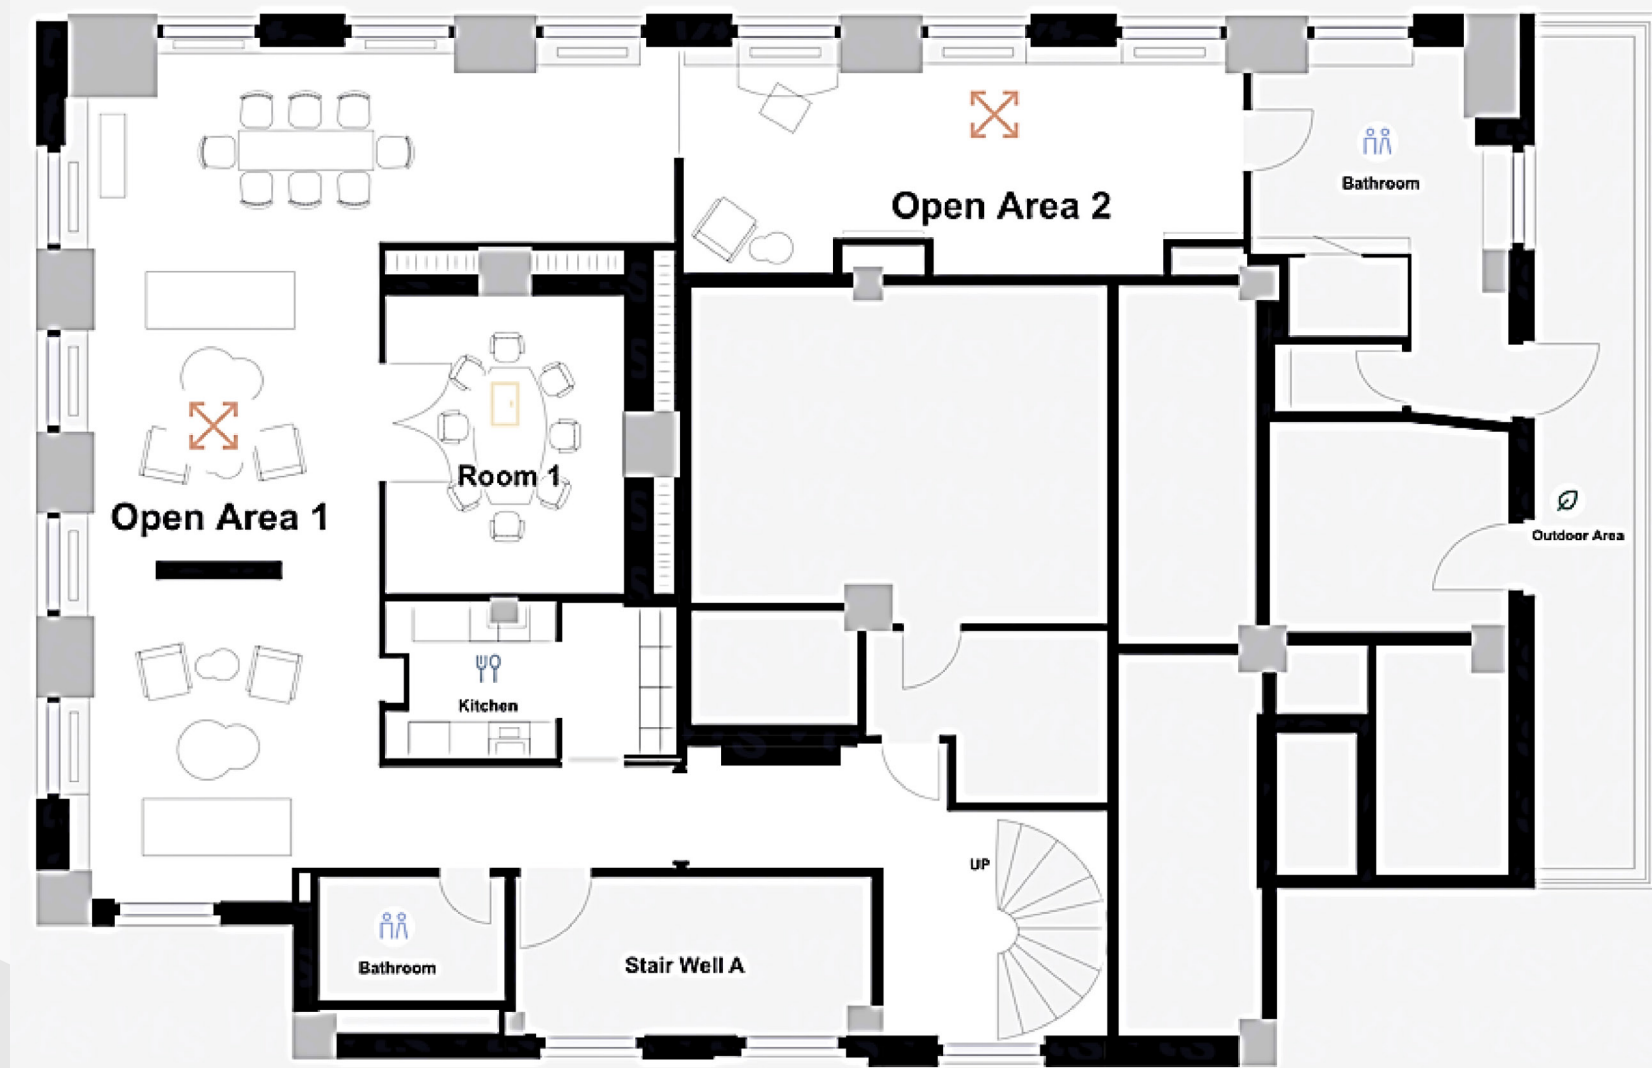 Open Area 2
Bathroom
Room 1
Open Area 1
Outdoor Area
Kitchen
UP
Bathroom
Stair Well A